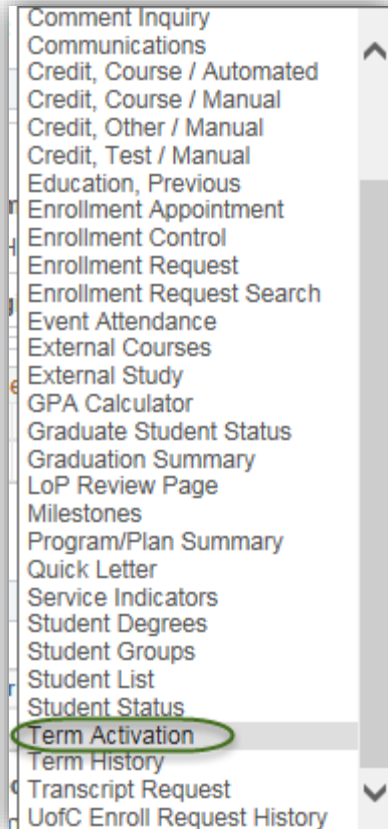 Comment Inquiry
Communications
Credit, Course / Automated
Credit, Course / Manual
Credit, Other / Manual
Credit, Test / Manual
Education, Previous
Enrollment Appointment
Enrollment Control
Enrollment Request
Enrollment Request Search
Event Attendance
External Courses
External Study
GPA Calculator
Graduate Student Status
Graduation Summary
LoP Review Page
Milestones
Program/Plan Summary
Quick Letter
Service Indicators
Student Degrees
Student Groups
Student List
Student Status
Term Activation
Term History
Transcript Request
UofC Enroll Request History